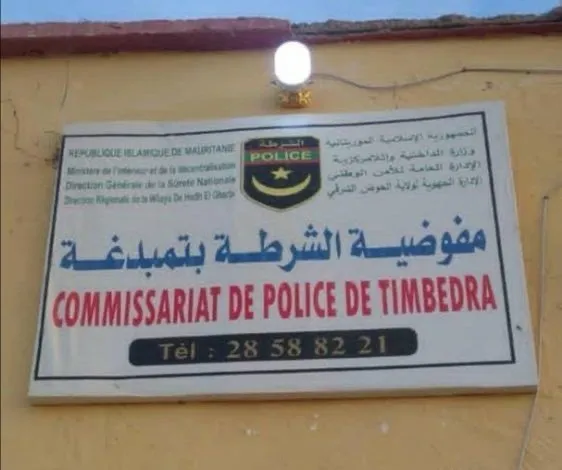 REPUBLIQUE ISLAMIQUE DE MAURITANIE
Ministère de l'intérieur et de la décentralisation
Direction Générale de la Sûreté Nationale
Direction Régionale de la Wilaya De Hodh El Gharbi
الشرطة
POLICE
الجمهورية الإسلامية الموريتانية
وزارة الداخلية واللامركزية
الإدارة العامة للأمن الوطني
الإدارة الجهوية لولاية الحوض الشرقي
مفوضية الشرطة بتمبدغة
COMMISSARIAT DE POLICE DE TIMBEDRA
Tèl : 28 58 82 21